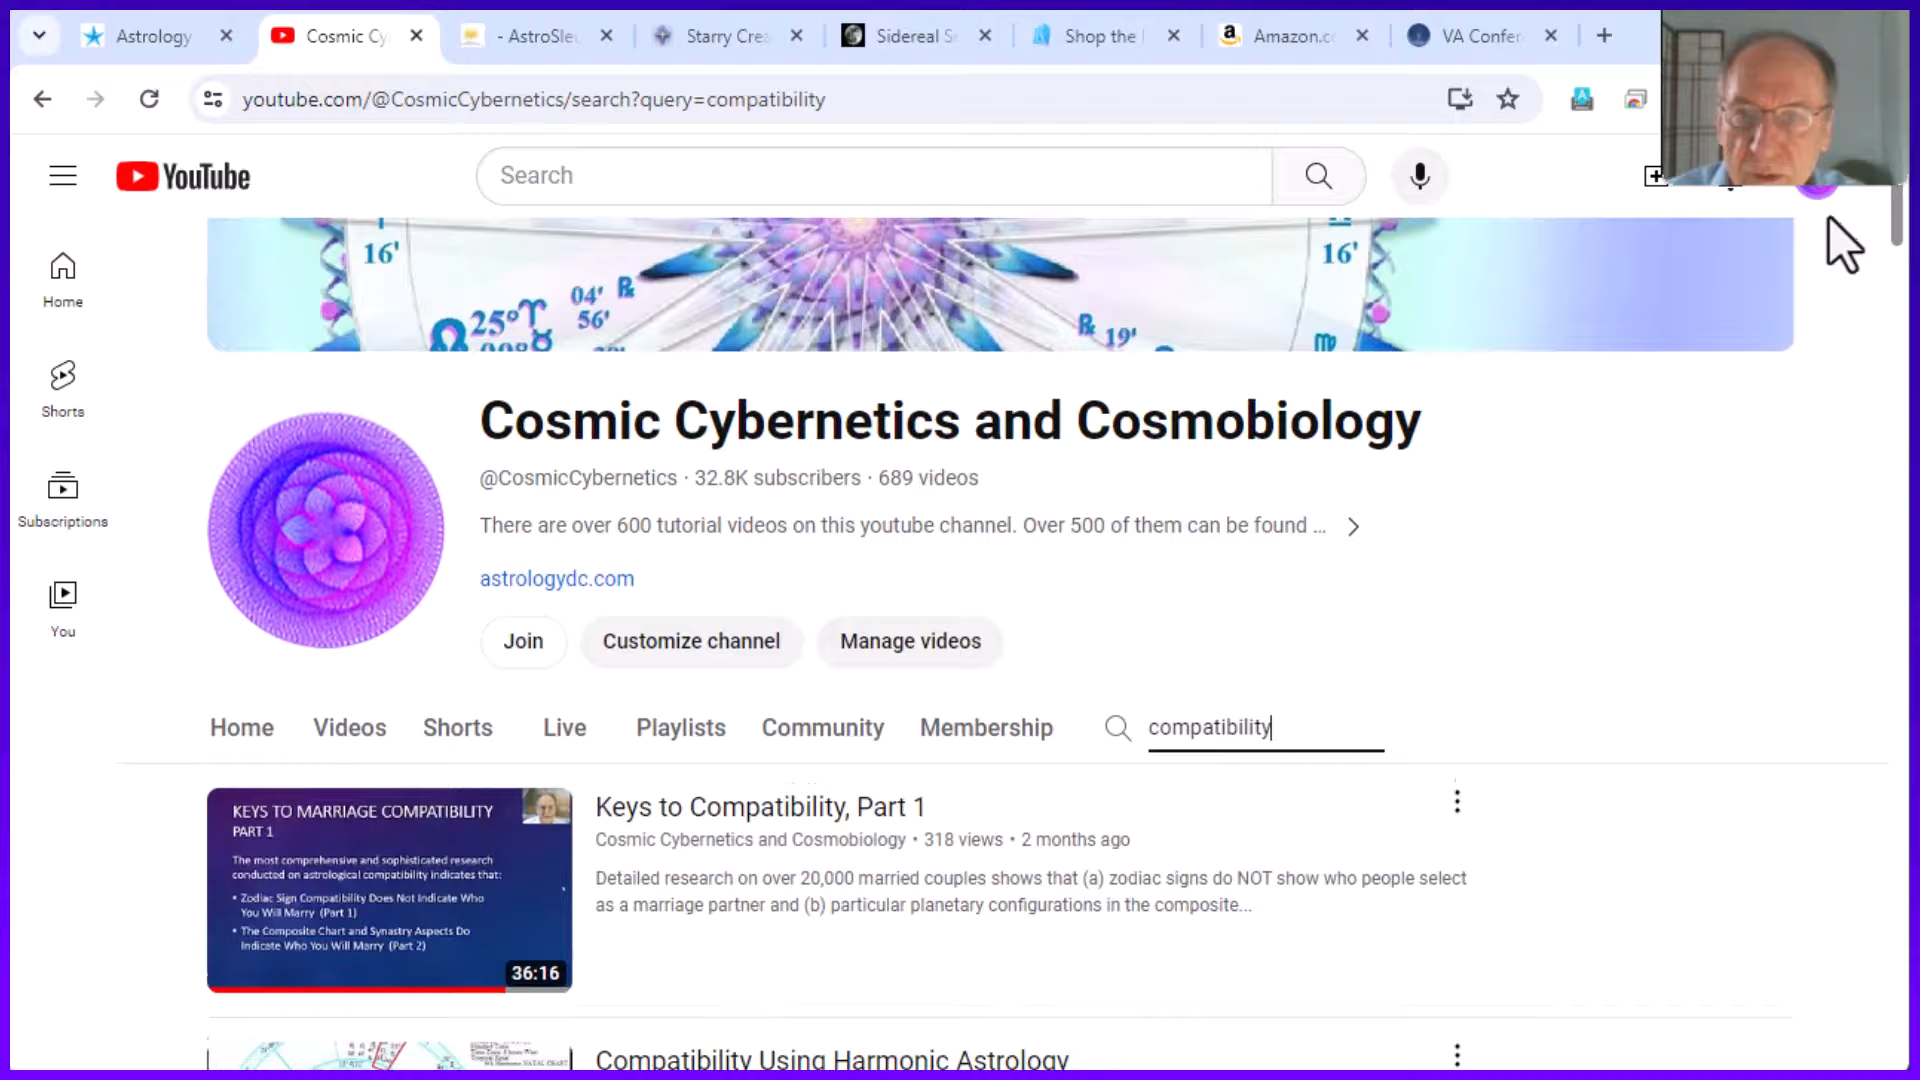 Astrology
Cosmic Cy
- AstroSle
Starry Crea
Sidereal S
Shop the
Amazon.c
VA Confer
youtube.com/@CosmicCybernetics/search?query=compatibility
YouTube
Search
16'
16'
04'
56'
25°
19'
Home
Shorts
Subscriptions
You
Cosmic Cybernetics and Cosmobiology
@CosmicCybernetics · 32.8K subscribers · 689 videos
There are over 600 tutorial videos on this youtube channel. Over 500 of them can be found ...
astrologydc.com
Join
Customize channel
Manage videos
Home
Videos
Shorts
Live
Playlists
Community
Membership
compatibility
KEYS TO MARRIAGE COMPATIBILITY
PART 1
The most comprehensive and sophisticated research
conducted on astrological compatibility indicates that:
• Zodiac Sign Compatibility Does Not Indicate Who
You Will Marry (Part 1)
• The Composite Chart and Synastry Aspects Do
Indicate Who You Will Marry (Part 2)
36:16
Keys to Compatibility, Part 1
Cosmic Cybernetics and Cosmobiology • 318 views • 2 months ago
Detailed research on over 20,000 married couples shows that (a) zodiac signs do NOT show who people select
as a marriage partner and (b) particular planetary configurations in the composite...
Compatibility Using Harmonic Astrology